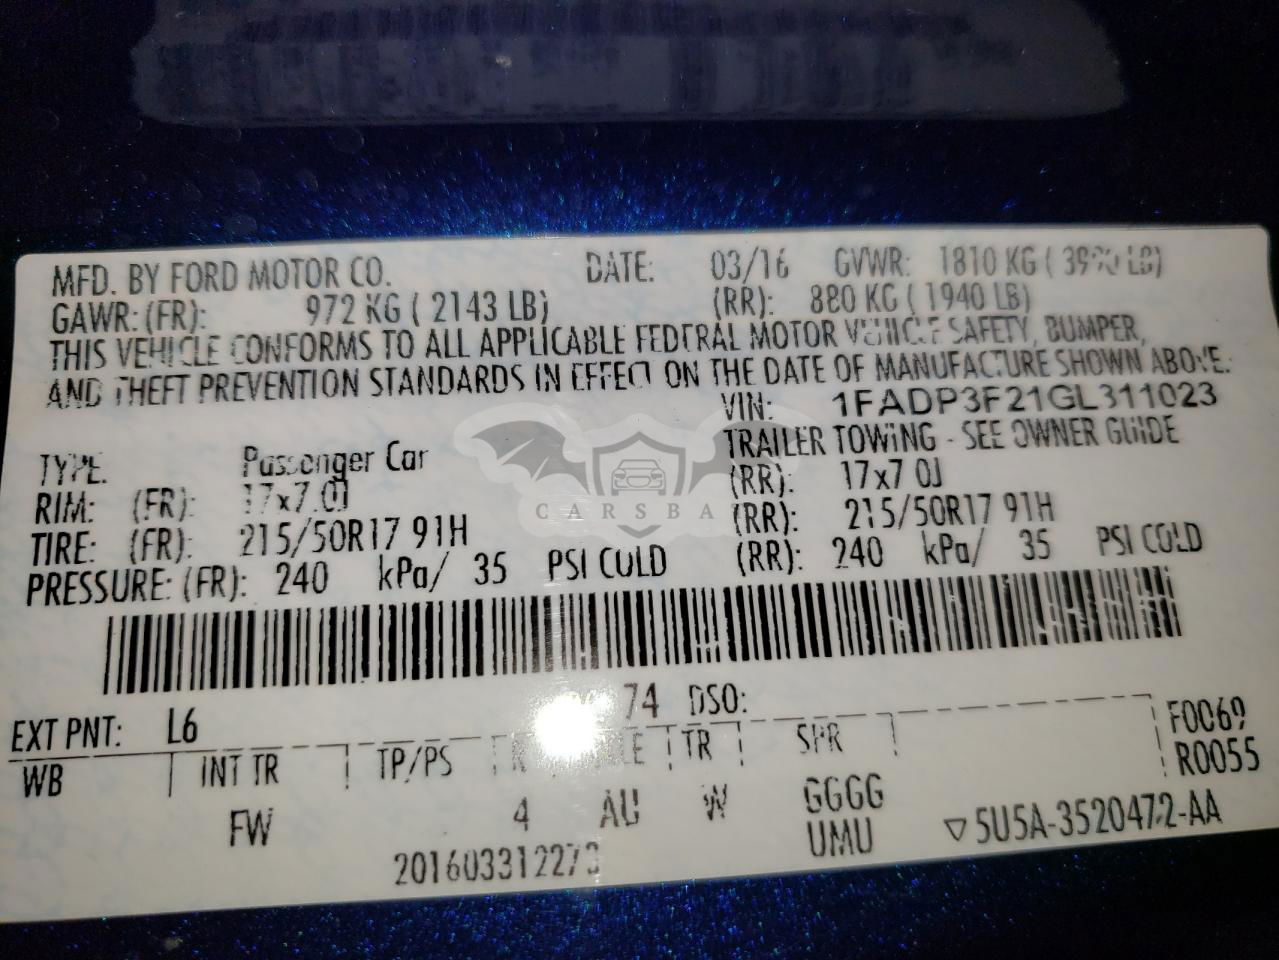 MFD. BY FORD MOTOR CO. DATE: 03/16 GVWR: 1810 KG ( LB)
GAWR: (FR): 972 KG ( 2143 LB) (RR): 880 KG ( 1940 LB)
THIS VEHICLE CONFORMS TO ALL APPLICABLE FEDERAL MOTOR VEHICLE SAFETY, BUMPER,
AND THEFT PREVENTION STANDARDS IN EFFECT ON THE DATE OF MANUFACTURE SHOWN ABOVE.
VIN: 1FADP3F21GL311023
TYPE: Passenger Car TRAILER TOWING - SEE OWNER GUIDE
RIM: (FR): 17x7.0J (RR): 17x7 0J
TIRE: (FR): 215/50R17 91H (RR): 215/50R17 91H
PRESSURE: (FR): 240 kPa/ 35 PSI COLD (RR): 240 kPa/ 35 PSI COLD
CARSBA
EXT PNT: L6 74 DSO: F0069
WB INT TR TP/PS R TR SPR R0055
FW 4 AU W GGGG
UMU ▽ 5U5A-3520472-AA
201603312273